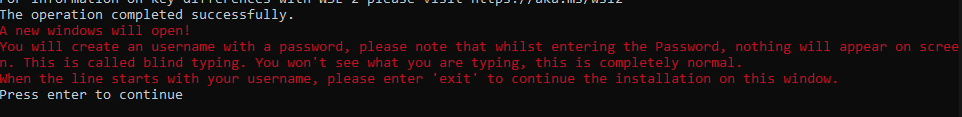 For information on key differences with WSL 2 please visit https://aka.ms/wsl2
The operation completed successfully.
A new windows will open!
You will create an username with a password, please note that whilst entering the Password, nothing will appear on scree
n. This is called blind typing. You won't see what you are typing, this is completely normal.
When the line starts with your username, please enter 'exit' to continue the installation on this window.
Press enter to continue